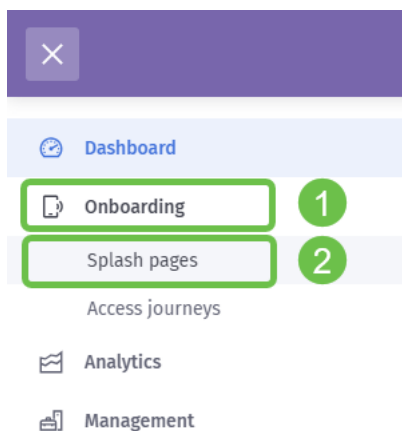 Dashboard
Onboarding
1
Splash pages
2
Access journeys
Analytics
Management